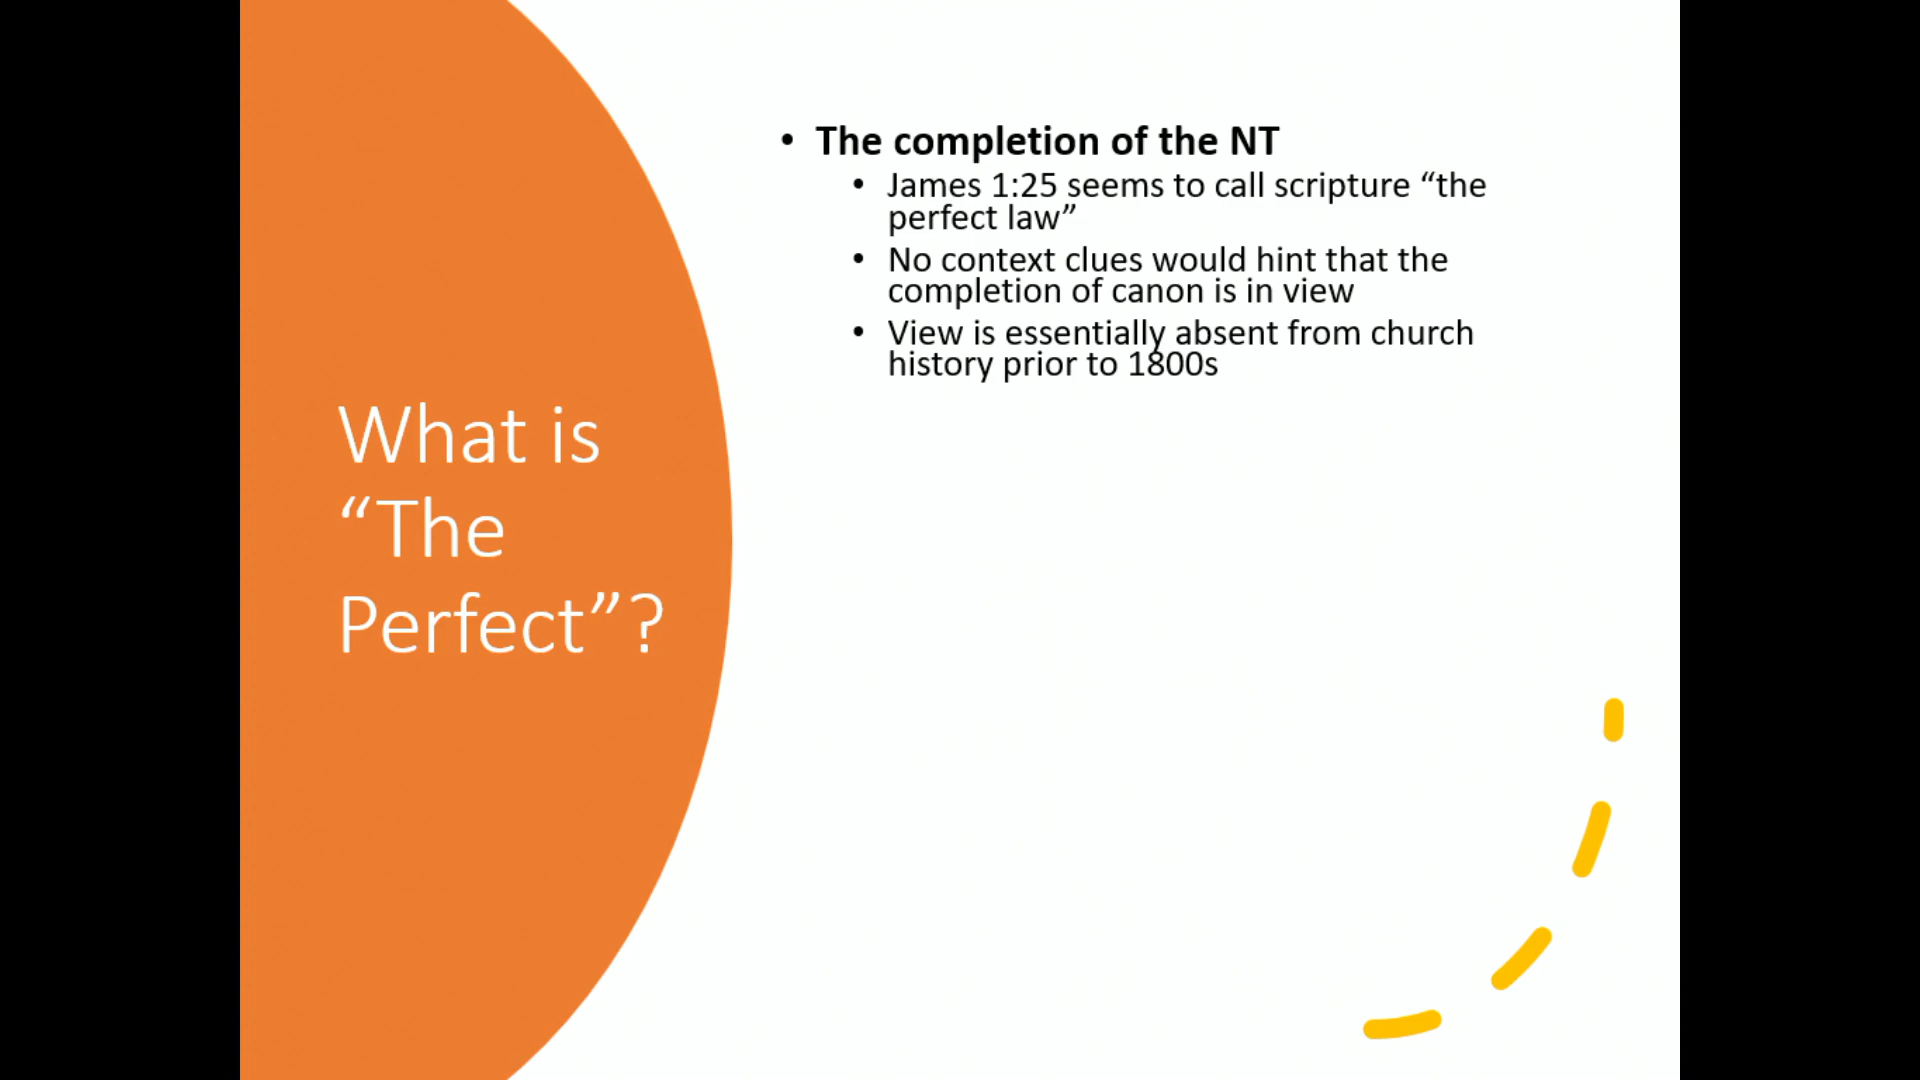 What is
“The
Perfect”?
• The completion of the NT
• James 1:25 seems to call scripture “the
perfect law”
• No context clues would hint that the
completion of canon is in view
• View is essentially absent from church
history prior to 1800s